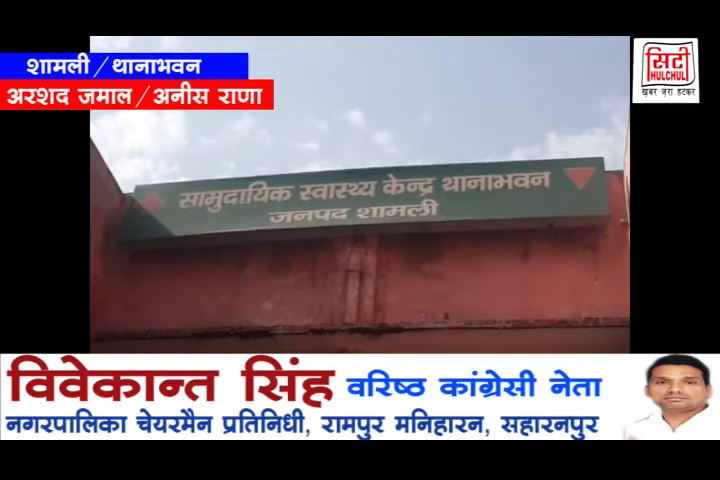 शामली / थानाभवन
अरशद जमाल / अनीस राणा
सिटी
HULCHUL
ख़बर ज़रा हटकर
सामुदायिक स्वास्थ्य केन्द्र थानाभवन
जनपद शामली
विवेकान्त सिंह वरिष्ठ कांग्रेसी नेता
नगरपालिका चेयरमैन प्रतिनिधी, रामपुर मनिहारन, सहारनपुर